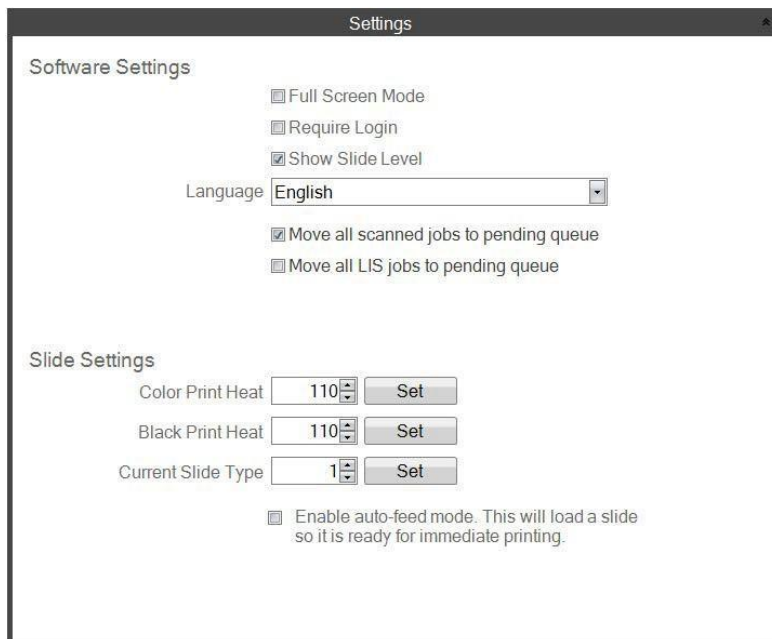 Settings
Software Settings
Full Screen Mode
Require Login
Show Slide Level
Language English
Move all scanned jobs to pending queue
Move all LIS jobs to pending queue
Slide Settings
Color Print Heat 110 Set
Black Print Heat 110 Set
Current Slide Type 1 Set
Enable auto-feed mode. This will load a slide
so it is ready for immediate printing.